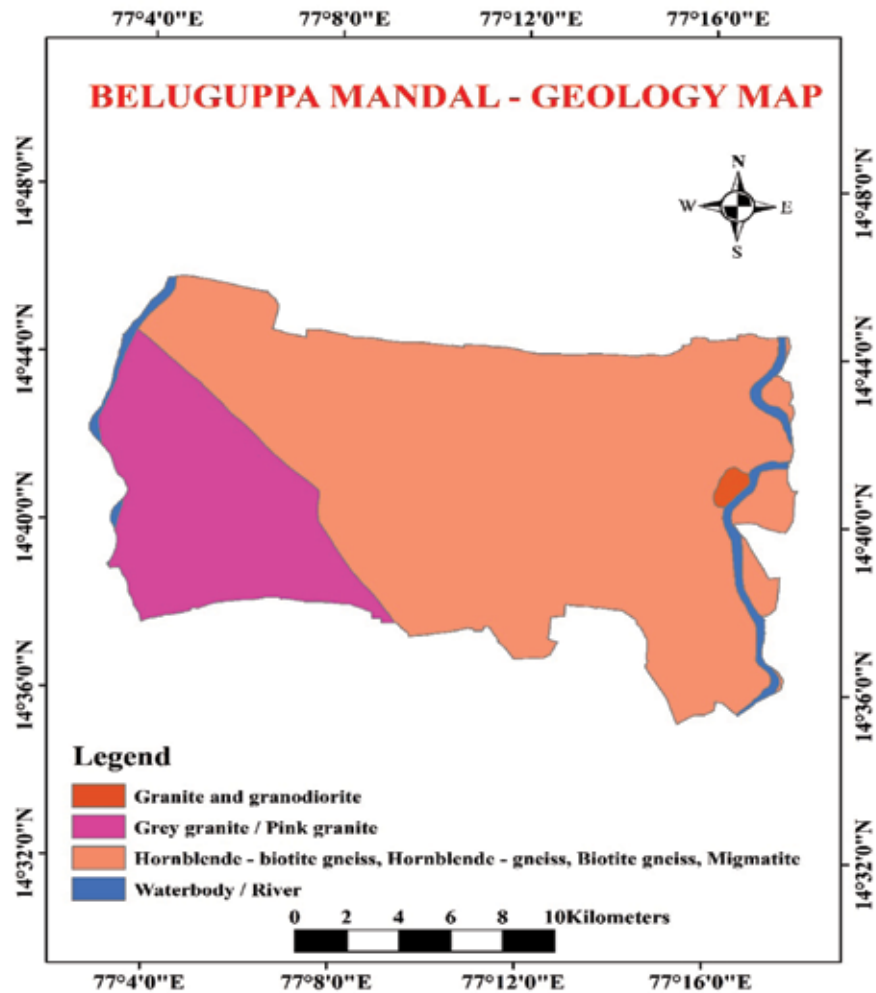 77°4'0"E 77°8'0"E 77°12'0"E 77°16'0"E
BELUGUPPA MANDAL - GEOLOGY MAP
N
W E
S
14°48'0"N 14°48'0"N
14°44'0"N 14°44'0"N
14°40'0"N 14°40'0"N
14°36'0"N 14°36'0"N
14°32'0"N 14°32'0"N
Legend
Granite and granodiorite
Grey granite / Pink granite
Hornblende - biotite gneiss, Hornblende - gneiss, Biotite gneiss, Migmatite
Waterbody / River
0 2 4 6 8 10Kilometers
77°4'0"E 77°8'0"E 77°12'0"E 77°16'0"E